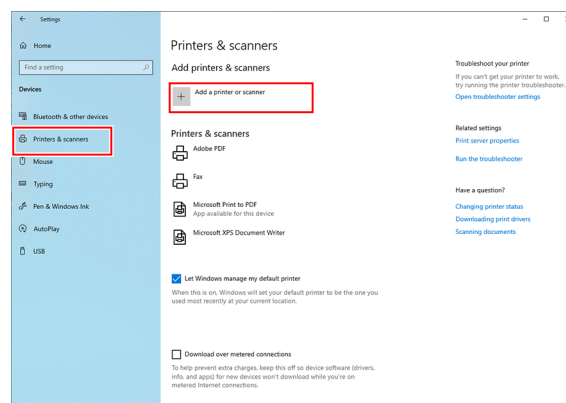 Settings
Home
Find a setting
Devices
Bluetooth & other devices
Printers & scanners
Mouse
Typing
Pen & Windows Ink
AutoPlay
USB
Printers & scanners
Add printers & scanners
Add a printer or scanner
Printers & scanners
Adobe PDF
Fax
Microsoft Print to PDF
App available for this device
Microsoft XPS Document Writer
Let Windows manage my default printer
When this is on, Windows will set your default printer to be the one you
used most recently at your current location.
Download over metered connections
To help prevent extra charges, keep this off so device software (drivers,
info, and apps) for new devices won't download while you're on
metered Internet connections.
Troubleshoot your printer
If you can't get your printer to work,
try running the printer troubleshooter.
Open troubleshooter settings
Related settings
Print server properties
Run the troubleshooter
Have a question?
Changing printer status
Downloading print drivers
Scanning documents